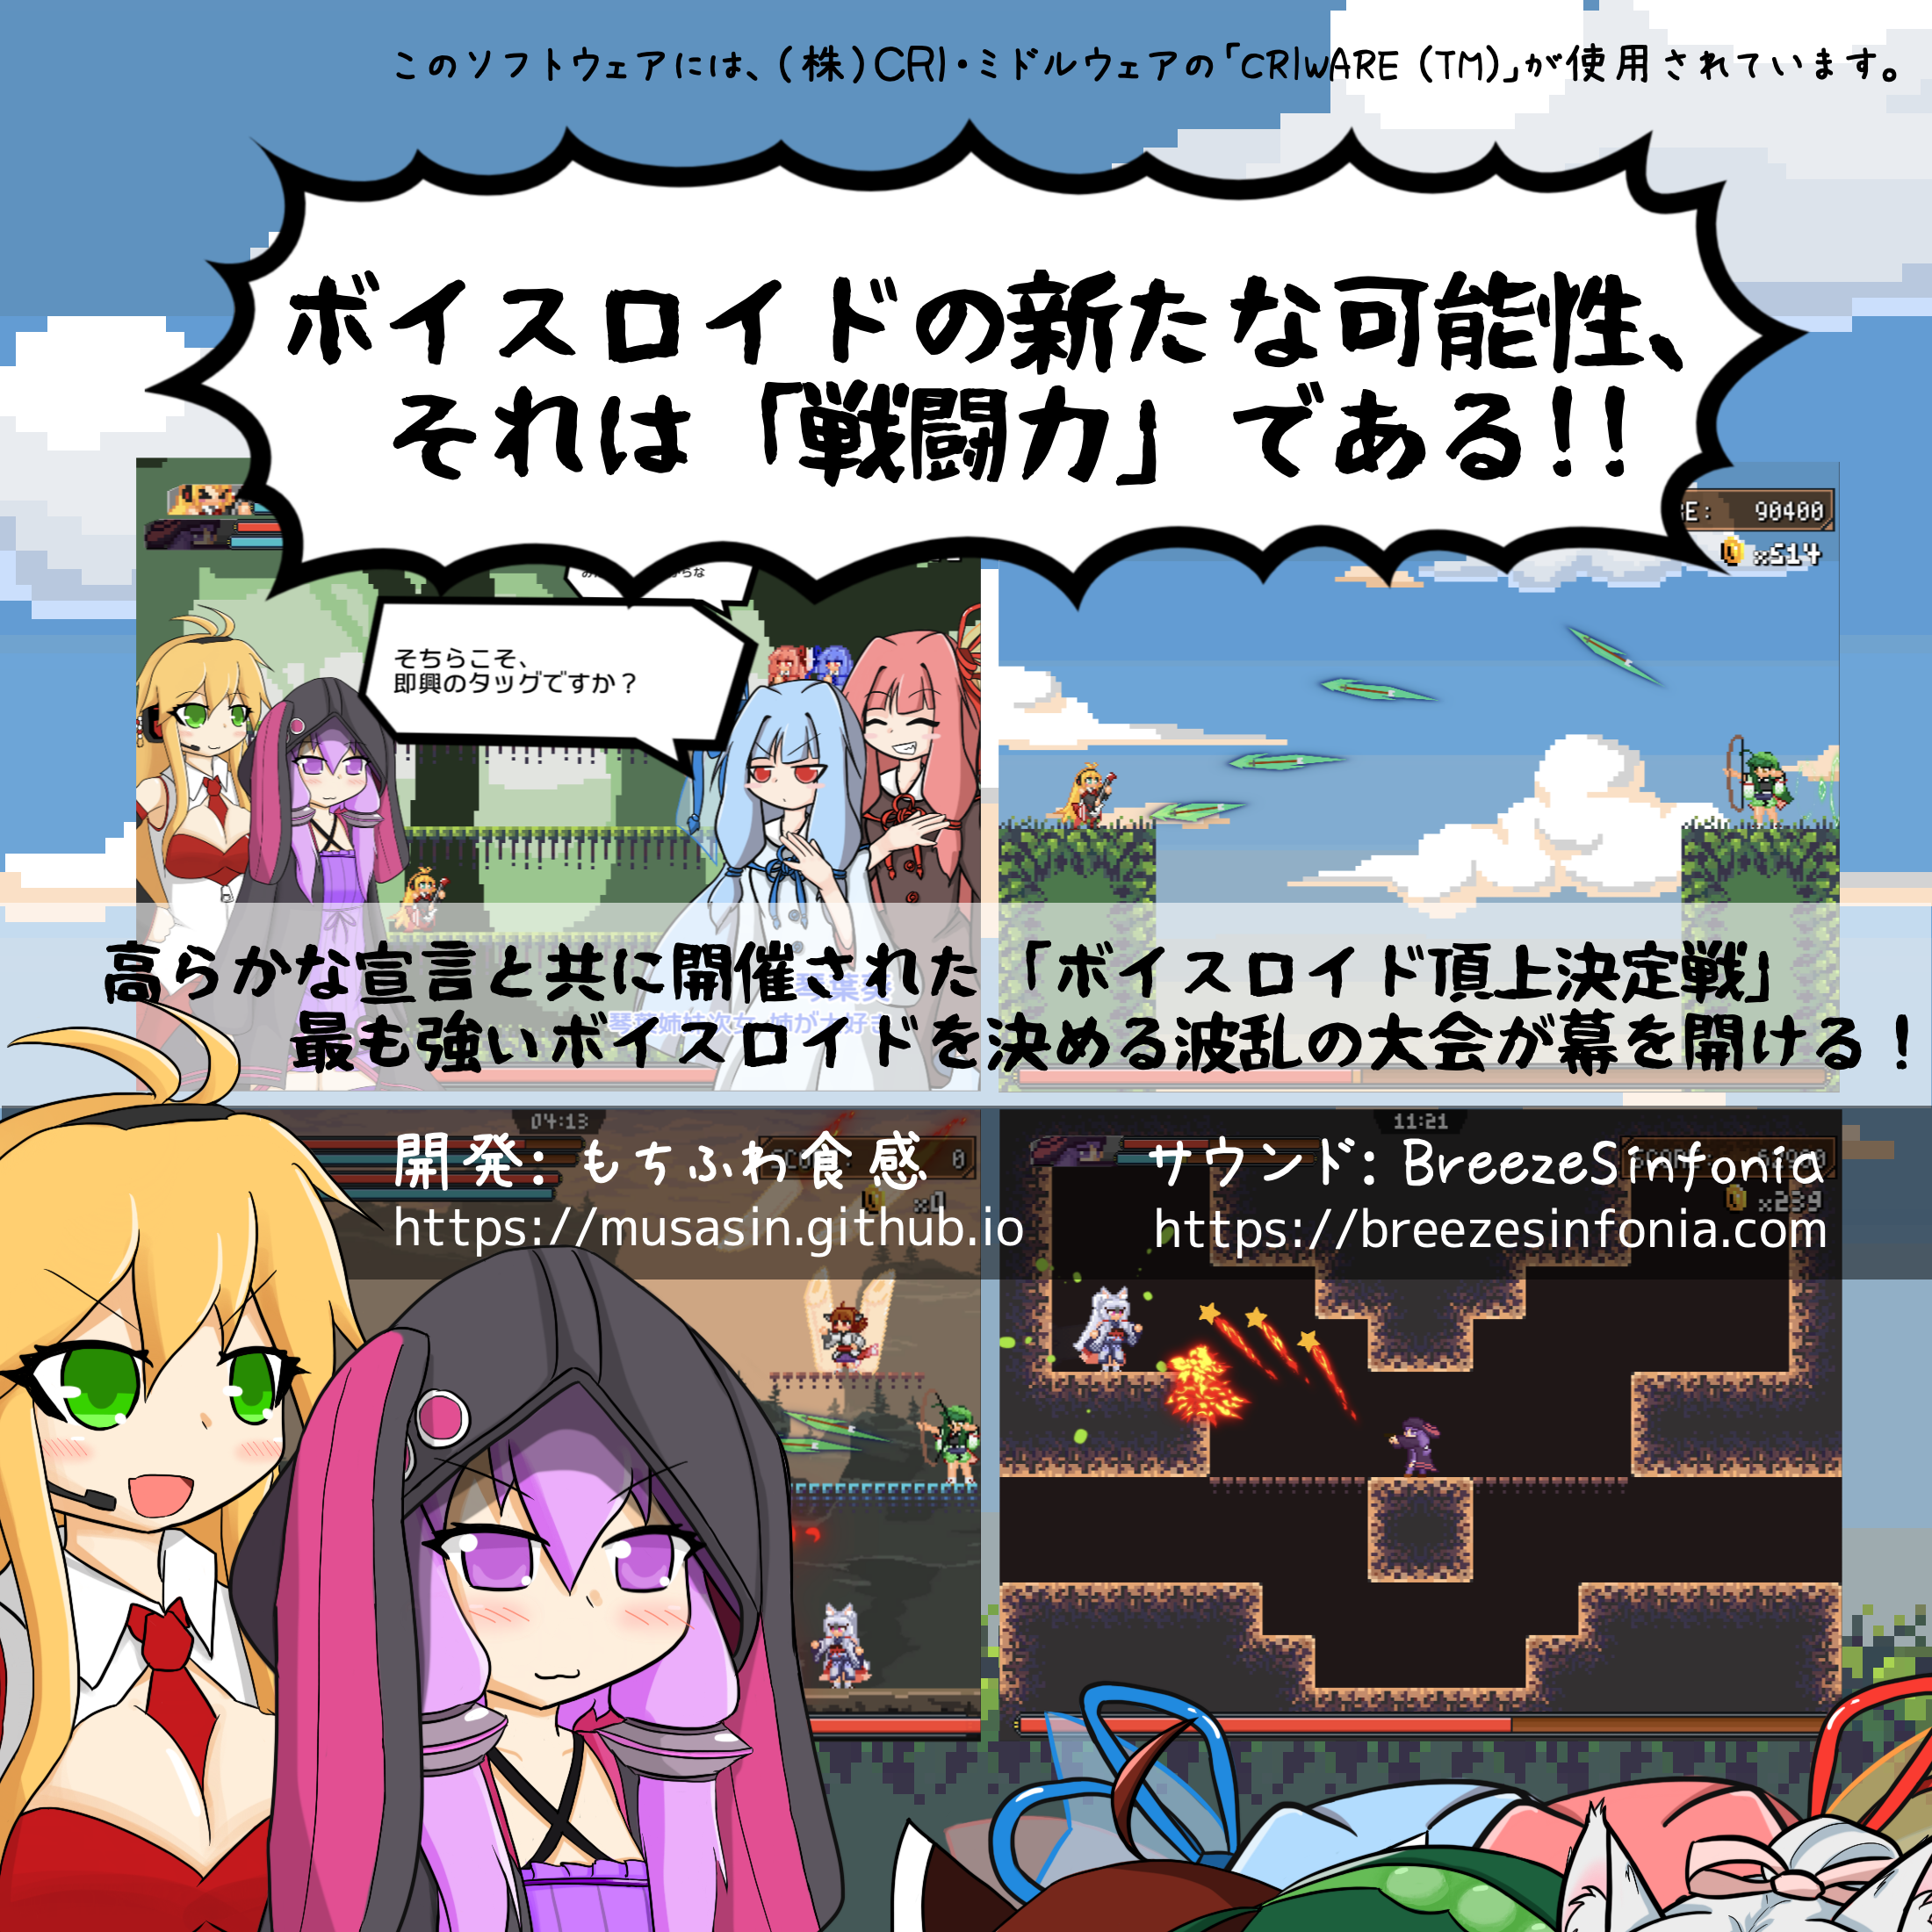 このソフトウェアには、(株)CRI・ミドルウェアの「CRIWARE (TM)」が使用されています。
ボイスロイドの新たな可能性、
それは「戦闘力」である!!
90400
x514
そちらこそ、
即興のタッグですか？
高らかな宣言と共に開催された「ボイスロイド頂上決定戦」
最も強いボイスロイドを決める波乱の大会が幕を開ける！
04:13
11:21
開発: もちふわ食感
0
サウンド: BreezeSinfonia
x0
x239
https://musasin.github.io
https://breezesinfonia.com